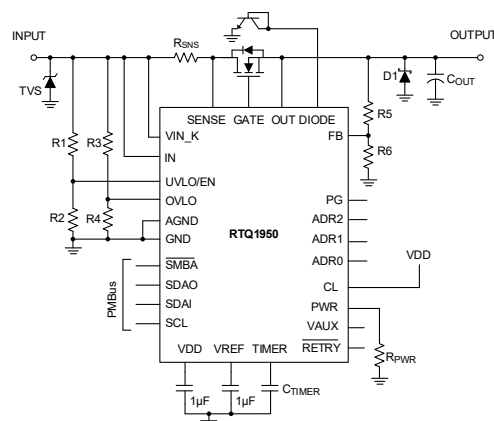 INPUT
OUTPUT
RSNS
TVS
D1
COUT
R1
R3
R5
R6
R2
R4
SENSE GATE OUT DIODE
VIN_K
IN
UVLO/EN
OVLO
AGND
GND
SMBA
SDAO
SDAI
SCL
PMBus
RTQ1950
FB
PG
ADR2
ADR1
ADR0
CL
PWR
VAUX
RETRY
VDD
RPWR
VDD VREF TIMER
1µF
1µF
CTIMER